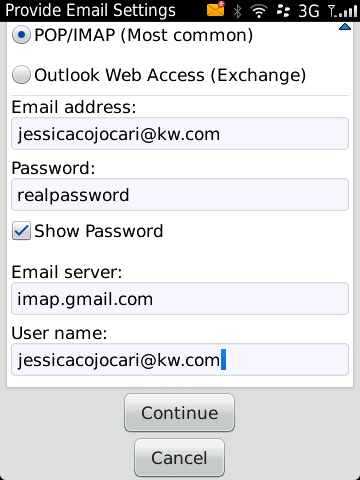 Provide Email Settings 3G
POP/IMAP (Most common)
Outlook Web Access (Exchange)
Email address:
jessicacojocari@kw.com
Password:
realpassword
Show Password
Email server:
imap.gmail.com
User name:
jessicacojocari@kw.com
Continue
Cancel